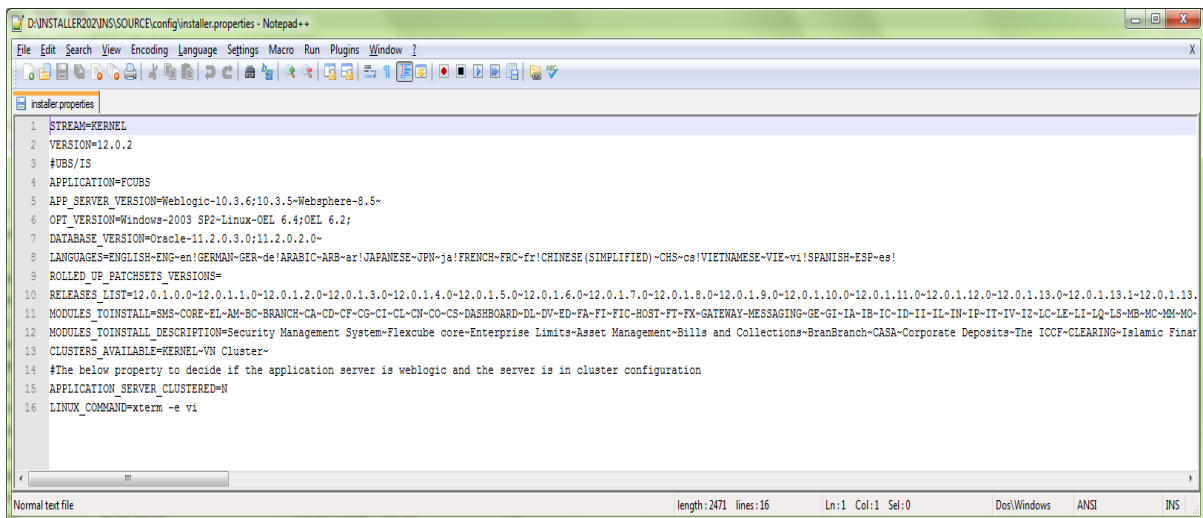 D:\INSTALLER202\INS\SOURCE\config\installer.properties - Notepad++
File Edit Search View Encoding Language Settings Macro Run Plugins Window ? X
installer.properties
1 STREAM=KERNEL
2 VERSION=12.0.2
3 #UBS/IS
4 APPLICATION=FCUBS
5 APP_SERVER_VERSION=Weblogic-10.3.6;10.3.5~Websphere-8.5~
6 OPT_VERSION=Windows-2003 SP2~Linux-OEL 6.4;OEL 6.2;
7 DATABASE_VERSION=Oracle-11.2.0.3.0;11.2.0.2.0~
8 LANGUAGES=ENGLISH~ENG~en!GERMAN~GER~de!ARABIC~ARB~ar!JAPANESE~JPN~ja!FRENCH~FRC~fr!CHINESE(SIMPLIFIED)~CHS~cs!VIETNAMESE~VIE~vi!SPANISH~ESP~es!
9 ROLLED_UP_PATCHSETS_VERSIONS=
10 RELEASES_LIST=12.0.1.0.0~12.0.1.1.0~12.0.1.2.0~12.0.1.3.0~12.0.1.4.0~12.0.1.5.0~12.0.1.6.0~12.0.1.7.0~12.0.1.8.0~12.0.1.9.0~12.0.1.10.0~12.0.1.11.0~12.0.1.12.0~12.0.1.13.0~12.0.1.13.1~12.0.1.13.
11 MODULES_TOINSTALL=SMS~CORE~EL~AM~BC~BRANCH~CA~CD~CF~CG~CI~CL~CN~CO~CS~DASHBOARD~DL~DV~ED~FA~FI~FIC-HOST~FT~FX~GATEWAY-MESSAGING~GE~GI~IA~IB~IC~ID~II~IL~IN~IP~IT~IV~IZ~LC~LE~LI~LQ~LS~MB~MC~MM~MO~
12 MODULES_TOINSTALL_DESCRIPTION=Security Management System~Flexcube core~Enterprise Limits~Asset Management~Bills and Collections~BranBranch~CASA~Corporate Deposits~The ICCF~CLEARING~Islamic Finan
13 CLUSTERS_AVAILABLE=KERNEL~VN Cluster~
14 #The below property to decide if the application server is weblogic and the server is in cluster configuration
15 APPLICATION_SERVER_CLUSTERED=N
16 LINUX_COMMAND=xterm -e vi
Normal text file length : 2471 lines : 16 Ln : 1 Col : 1 Sel : 0 Dos\Windows ANSI INS